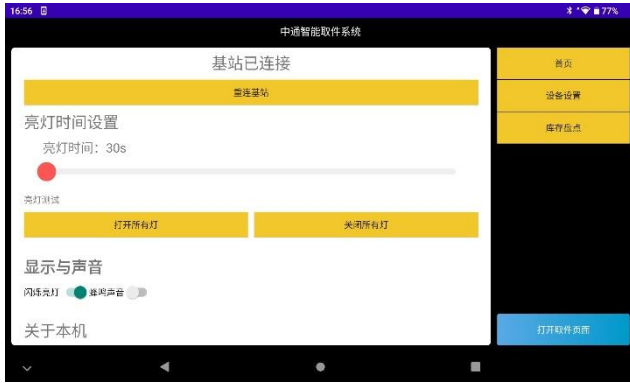 16:56 77%
中通智能取件系统
基站已连接
重连基站
亮灯时间设置
亮灯时间：30s
亮灯测试
打开所有灯 关闭所有灯
显示与声音
闪烁亮灯 蜂鸣声音
关于本机
首页
设备设置
库存盘点
打开取件页面